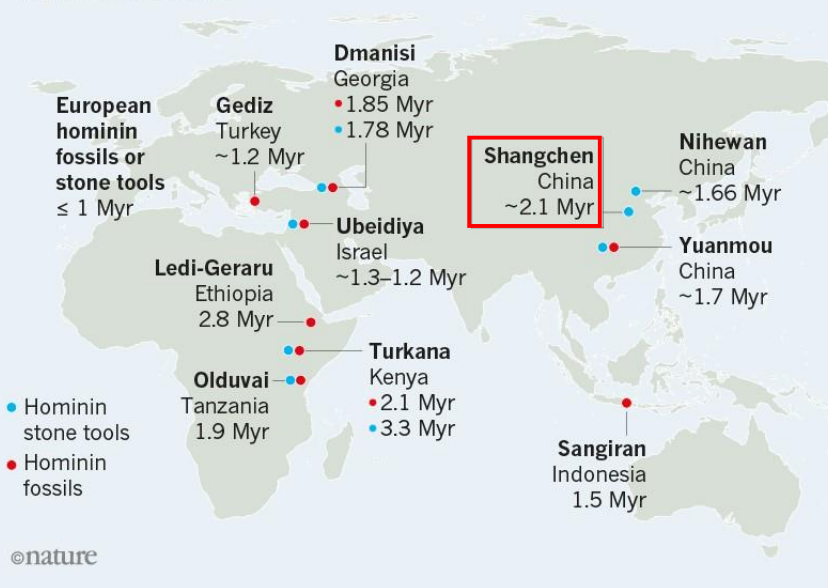 Dmanisi
Georgia
1.85 Myr
1.78 Myr
European
hominin
fossils or
stone tools
≤ 1 Myr
Gediz
Turkey
~1.2 Myr
Shangchen
China
~2.1 Myr
Nihewan
China
~1.66 Myr
Ubeidiya
Israel
~1.3–1.2 Myr
Yuanmou
China
~1.7 Myr
Ledi-Geraru
Ethiopia
2.8 Myr
Turkana
Kenya
2.1 Myr
3.3 Myr
Olduvai
Tanzania
1.9 Myr
Hominin
stone tools
Hominin
fossils
Sangiran
Indonesia
1.5 Myr
©nature